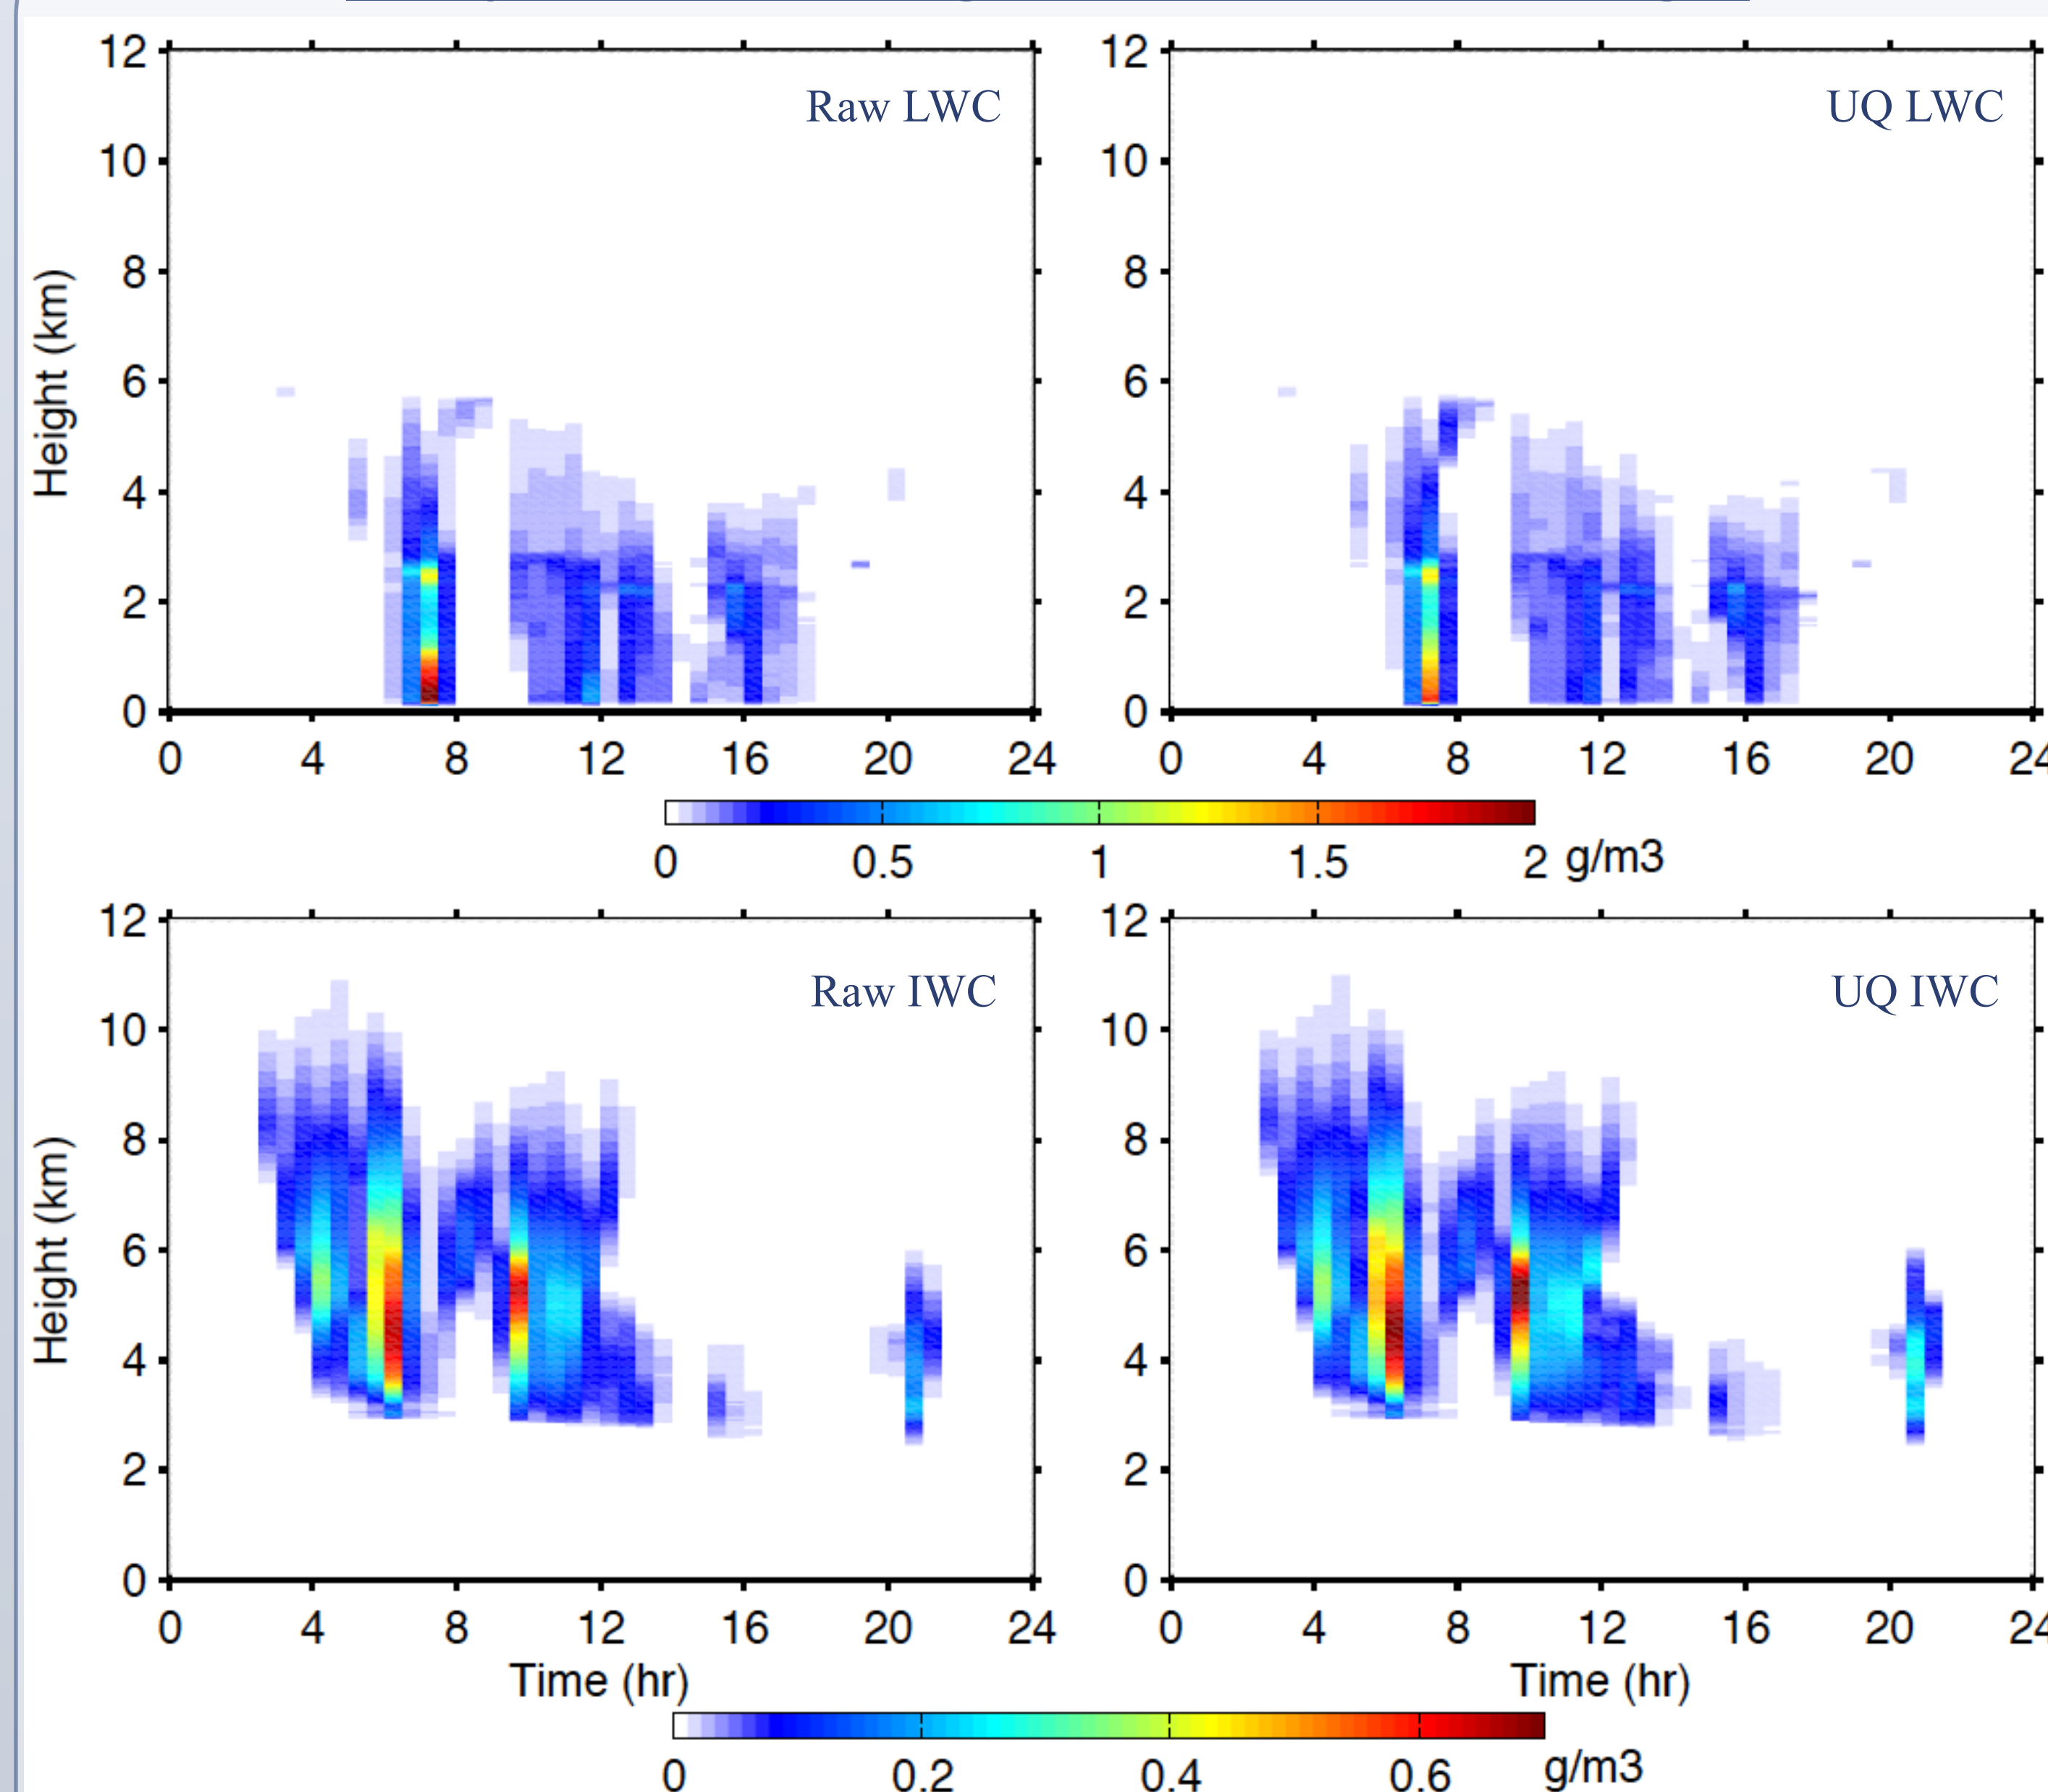 12 12
Raw LWC UQ LWC
10 10
8 8
Height (km)
6 6
4 4
2 2
0 0
0 4 8 12 16 20 24 0 4 8 12 16 20 24
0 0.5 1 1.5 2 g/m3
12 12
Raw IWC UQ IWC
10 10
8 8
Height (km)
6 6
4 4
2 2
0 0
0 4 8 12 16 20 24 0 4 8 12 16 20 24
Time (hr) Time (hr)
0 0.2 0.4 0.6 g/m3